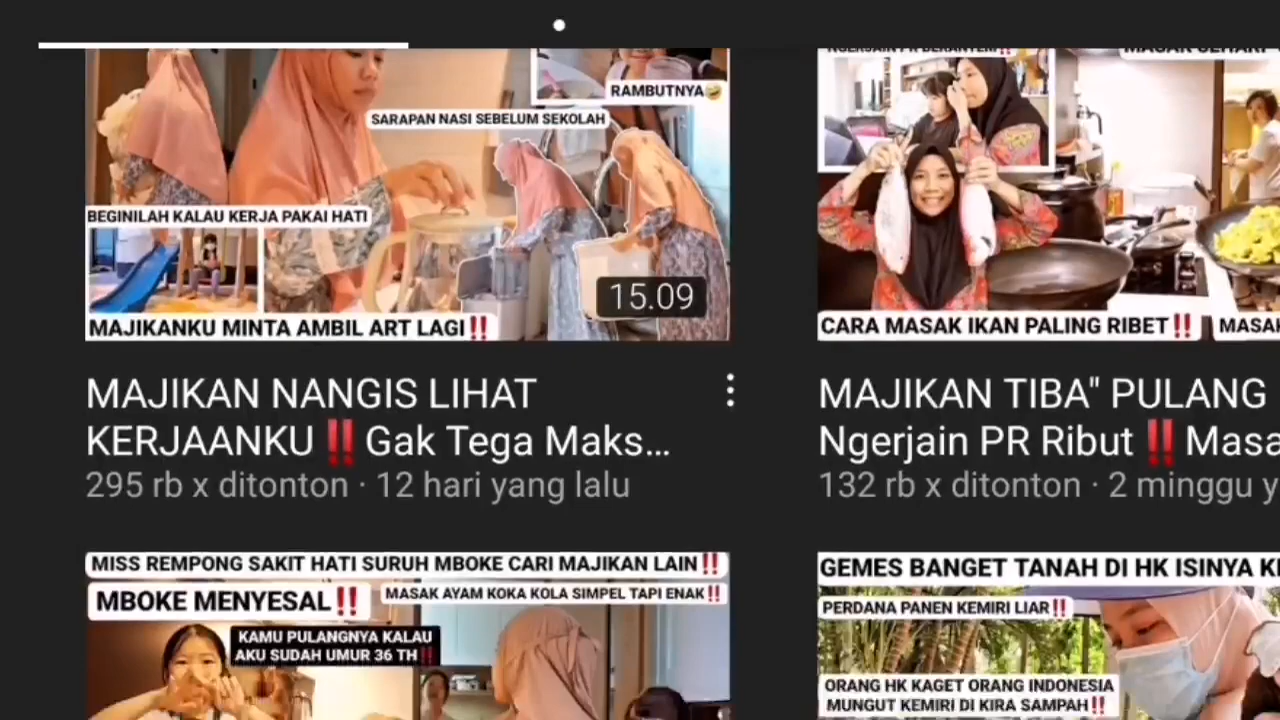 RAMBUTNYA🤣
SARAPAN NASI SEBELUM SEKOLAH
BEGINILAH KALAU KERJA PAKAI HATI
15.09
MAJIKANKU MINTA AMBIL ART LAGI‼️
MAJIKAN NANGIS LIHAT
KERJAANKU ‼️ Gak Tega Maks...
295 rb x ditonton · 12 hari yang lalu
CARA MASAK IKAN PALING RIBET‼️
MASAK
MAJIKAN TIBA" PULANG
Ngerjain PR Ribut ‼️ Masa
132 rb x ditonton · 2 minggu y
MISS REMPONG SAKIT HATI SURUH MBOKE CARI MAJIKAN LAIN‼️
MBOKE MENYESAL‼️
MASAK AYAM KOKA KOLA SIMPEL TAPI ENAK‼️
KAMU PULANGNYA KALAU
AKU SUDAH UMUR 36 TH‼️
GEMES BANGET TANAH DI HK ISINYA
PERDANA PANEN KEMIRI LIAR‼️
ORANG HK KAGET ORANG INDONESIA
MUNGUT KEMIRI DI KIRA SAMPAH‼️